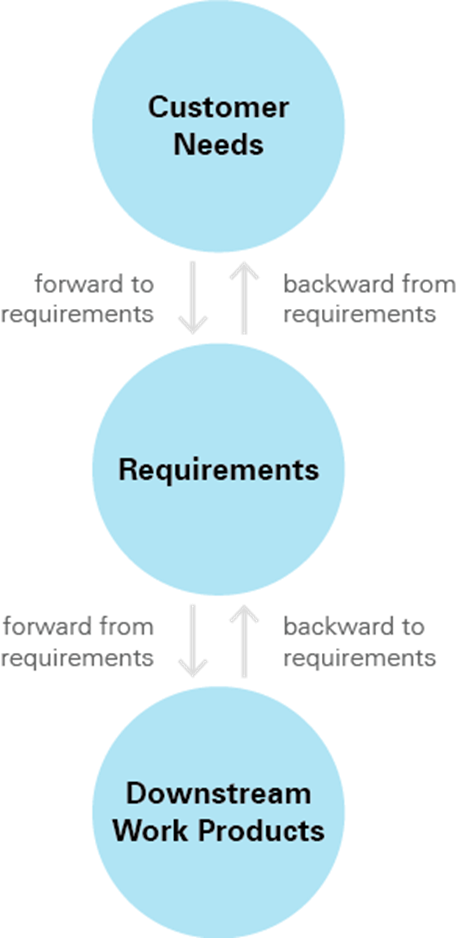 Customer
Needs
forward to
requirements
backward from
requirements
Requirements
forward from
requirements
backward to
requirements
Downstream
Work Products